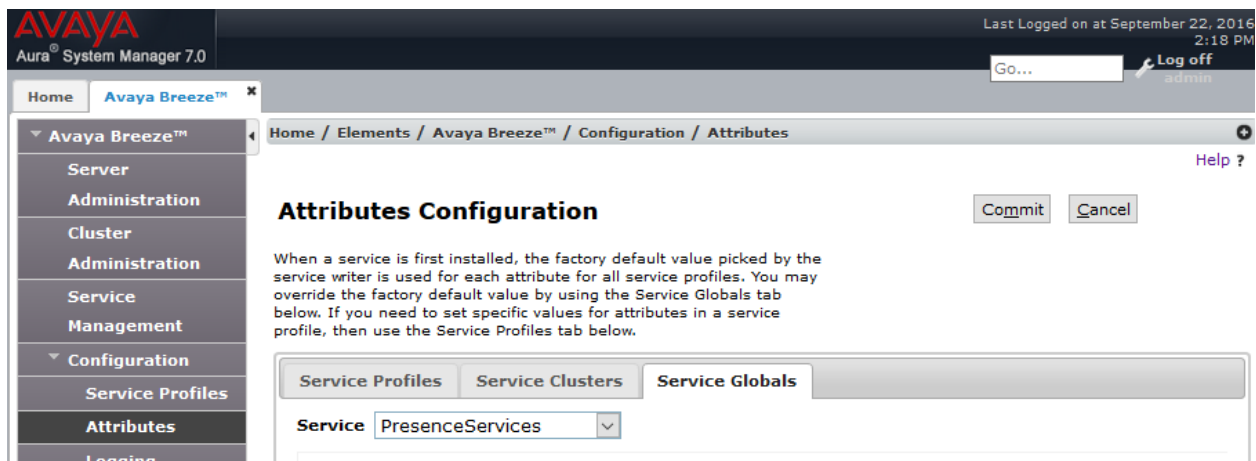 AVAYA
Aura® System Manager 7.0
Last Logged on at September 22, 2016
2:18 PM
Go...
Log off
admin
Home
Avaya Breeze™ ×
Avaya Breeze™
Server
Administration
Cluster
Administration
Service
Management
Configuration
Service Profiles
Attributes
Logging
Home / Elements / Avaya Breeze™ / Configuration / Attributes
Help ?
Attributes Configuration
Commit
Cancel
When a service is first installed, the factory default value picked by the
service writer is used for each attribute for all service profiles. You may
override the factory default value by using the Service Globals tab
below. If you need to set specific values for attributes in a service
profile, then use the Service Profiles tab below.
Service Profiles
Service Clusters
Service Globals
Service PresenceServices